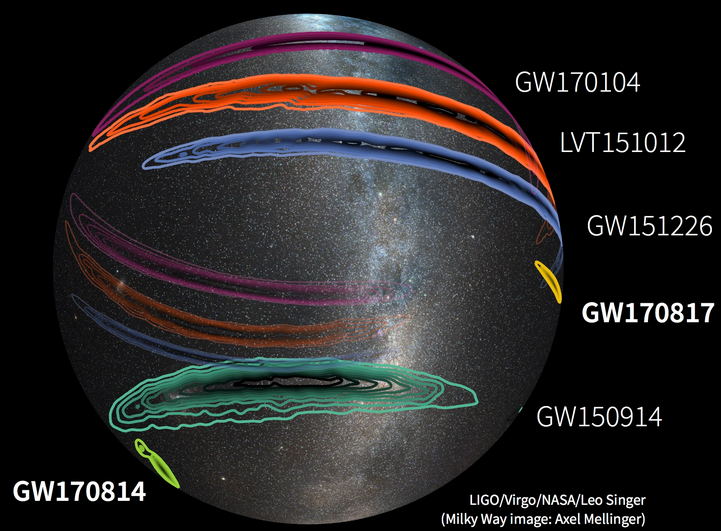 GW170104
LVT151012
GW151226
GW170817
GW150914
GW170814
LIGO/Virgo/NASA/Leo Singer
(Milky Way image: Axel Mellinger)